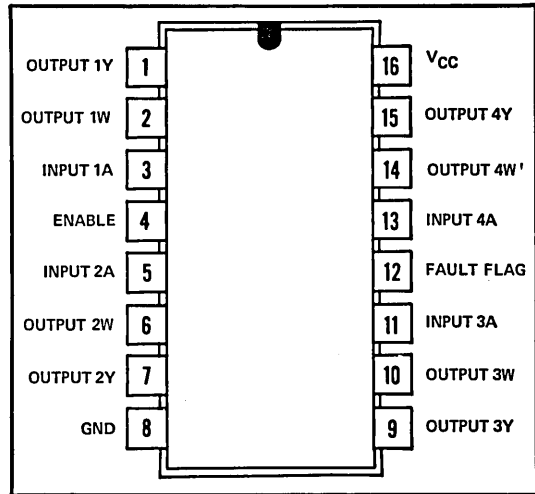 OUTPUT 1Y 1 16 VCC
OUTPUT 1W 2 15 OUTPUT 4Y
INPUT 1A 3 14 OUTPUT 4W'
ENABLE 4 13 INPUT 4A
INPUT 2A 5 12 FAULT FLAG
OUTPUT 2W 6 11 INPUT 3A
OUTPUT 2Y 7 10 OUTPUT 3W
GND 8 9 OUTPUT 3Y